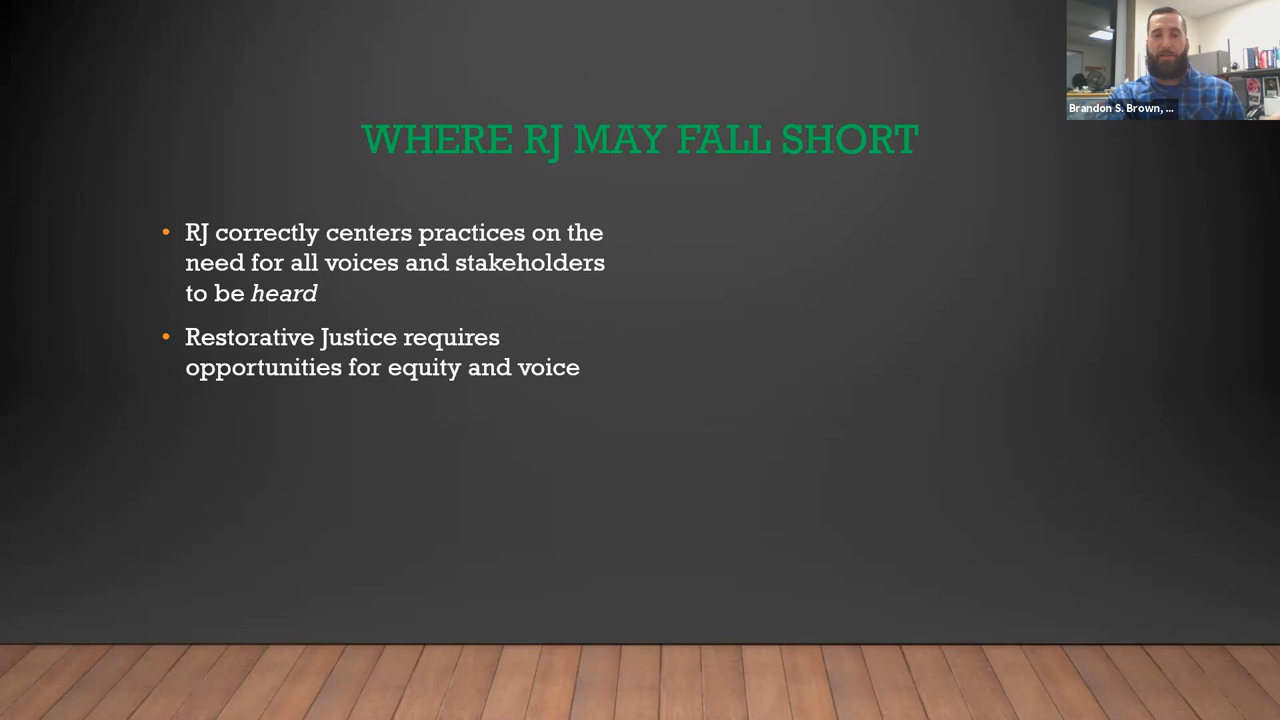 Brandon S. Brown, ...
WHERE RJ MAY FALL SHORT
• RJ correctly centers practices on the
need for all voices and stakeholders
to be heard
• Restorative Justice requires
opportunities for equity and voice